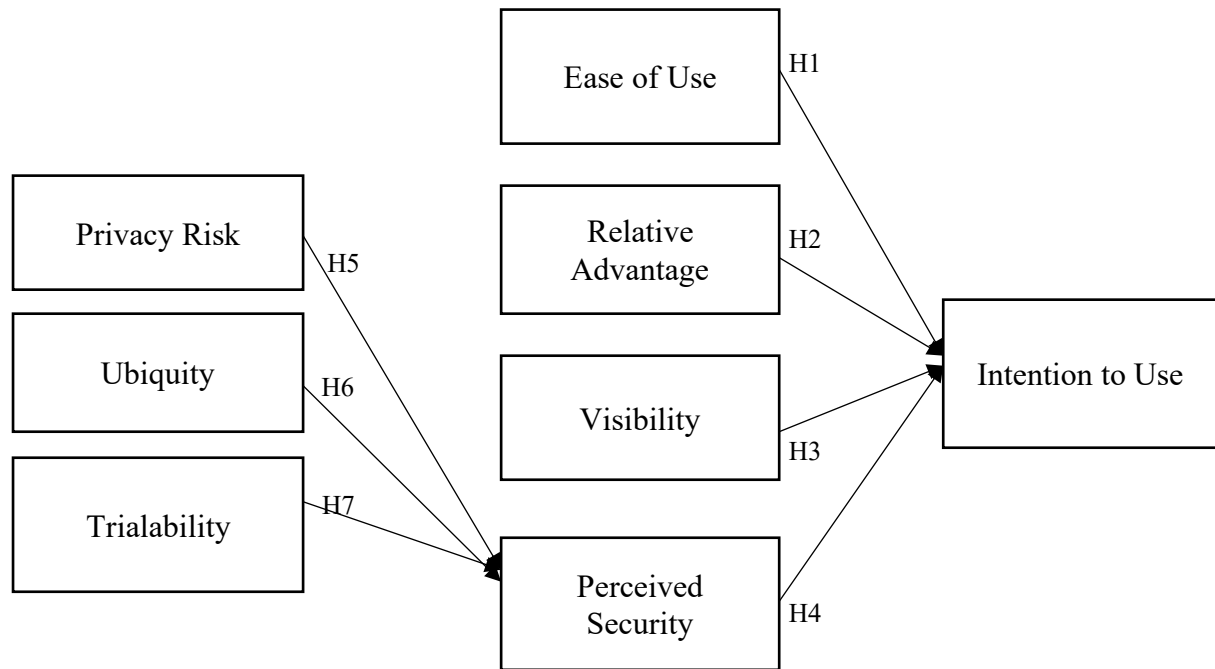 Ease of Use
H1
Privacy Risk
H5
Relative
Advantage
H2
Ubiquity
H6
Intention to Use
Visibility
H3
Trialability
H7
Perceived
Security
H4